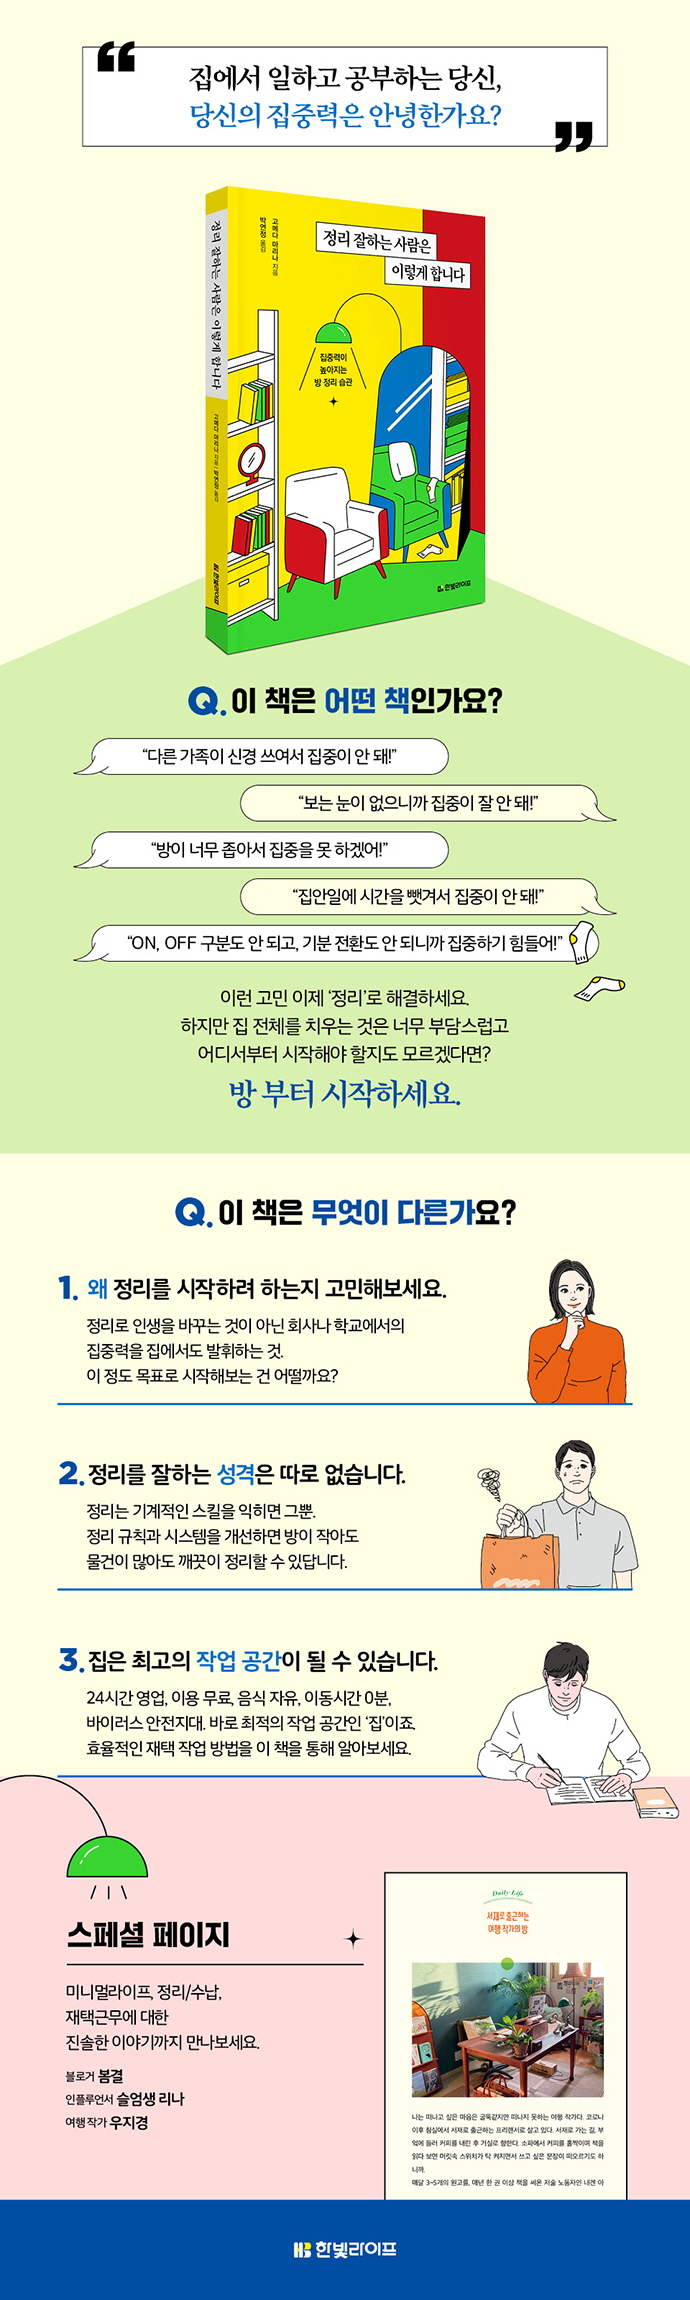 집에서 일하고 공부하는 당신,
당신의 집중력은 안녕한가요?
정리 잘하는 사람은 이렇게 합니다
고메다 마리나 지음 | 박연정 옮김
한빛라이프
고메다 마리나 지음
박연정 옮김
정리 잘하는 사람은
이렇게 합니다
집중력이
높아지는
방 정리 습관
한빛라이프
Q. 이 책은 어떤 책인가요?
“다른 가족이 신경 쓰여서 집중이 안 돼!”
“보는 눈이 없으니까 집중이 잘 안 돼!”
“방이 너무 좁아서 집중을 못 하겠어!”
“집안일에 시간을 뺏겨서 집중이 안 돼!”
“ON, OFF 구분도 안 되고, 기분 전환도 안 되니까 집중하기 힘들어!”
이런 고민 이제 ‘정리’로 해결하세요.
하지만 집 전체를 치우는 것은 너무 부담스럽고
어디서부터 시작해야 할지도 모르겠다면?
방 부터 시작하세요.
Q. 이 책은 무엇이 다른가요?
1. 왜 정리를 시작하려 하는지 고민해보세요.
정리로 인생을 바꾸는 것이 아닌 회사나 학교에서의
집중력을 집에서도 발휘하는 것.
이 정도 목표로 시작해보는 건 어떨까요?
2. 정리를 잘하는 성격은 따로 없습니다.
정리는 기계적인 스킬을 익히면 그뿐.
정리 규칙과 시스템을 개선하면 방이 작아도
물건이 많아도 깨끗이 정리할 수 있답니다.
3. 집은 최고의 작업 공간이 될 수 있습니다.
24시간 영업, 이용 무료, 음식 자유, 이동시간 0분,
바이러스 안전지대. 바로 최적의 작업 공간인 ‘집’이죠.
효율적인 재택 작업 방법을 이 책을 통해 알아보세요.
스페셜 페이지
미니멀라이프, 정리/수납,
재택근무에 대한
진솔한 이야기까지 만나보세요.
블로거 봄결
인플루언서 슬엄생 리나
여행 작가 우지경
Daily Life
서재로 출근하는
여행 작가의 방
나는 떠나고 싶은 마음은 굴뚝같지만 떠나지 못하는 여행 작가다. 코로나
이후 침실에서 서재로 출근하는 프리랜서로 살고 있다. 서재로 가는 길, 부
엌에 들러 커피를 내린 후 거실로 향한다. 소파에서 커피를 홀짝이며 책을
읽다 보면 머릿속 스위치가 탁 켜지면서 쓰고 싶은 문장이 떠오르기도 하
니까.
매달 3~5개의 원고를, 매년 한 권 이상 책을 써온 저술 노동자인 내겐 아
한빛라이프